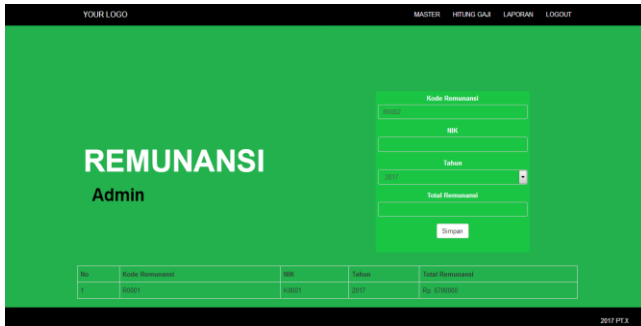 YOUR LOGO MASTER HITUNG GAJI LAPORAN LOGOUT
Kode Remunansi
R0002
NIK
Tahun
2017
Total Remunansi
Simpan
REMUNANSI
Admin
No Kode Remunansi NIK Tahun Total Remunansi
1 R0001 K0001 2017 Rp. 5700000
2017 PT.X